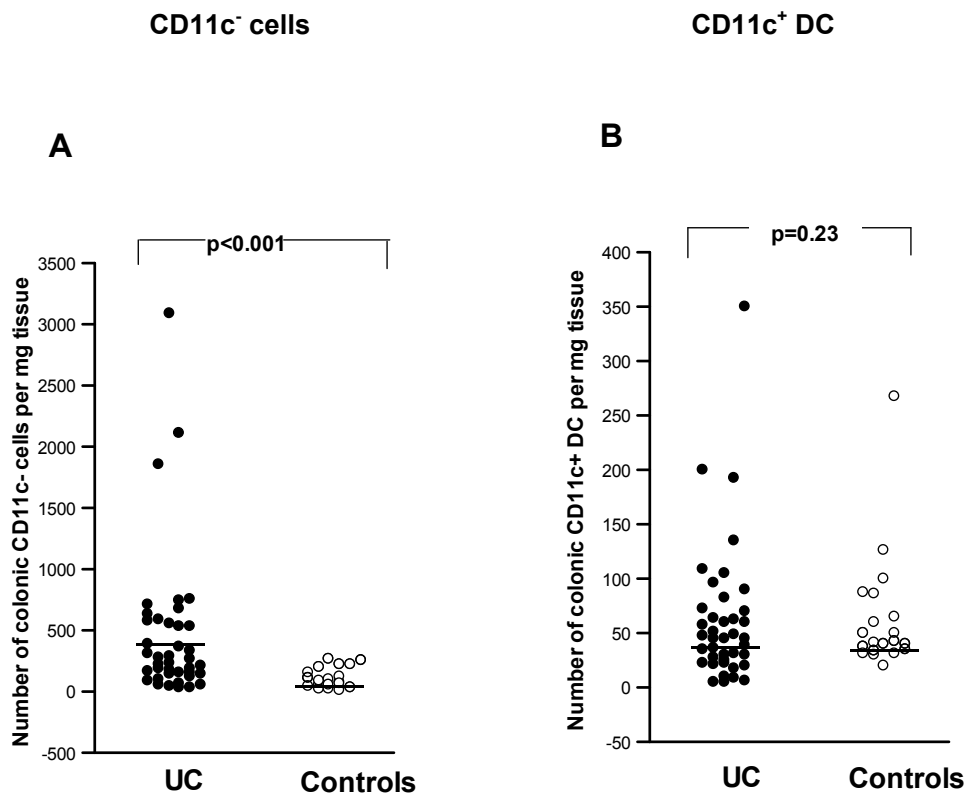 CD11c- cells
CD11c+ DC
A
B
p<0.001
p=0.23
Number of colonic CD11c- cells per mg tissue
3500
3000
2500
2000
1500
1000
500
0
-500
UC
Controls
Number of colonic CD11c+ DC per mg tissue
400
350
300
250
200
150
100
50
0
-50
UC
Controls